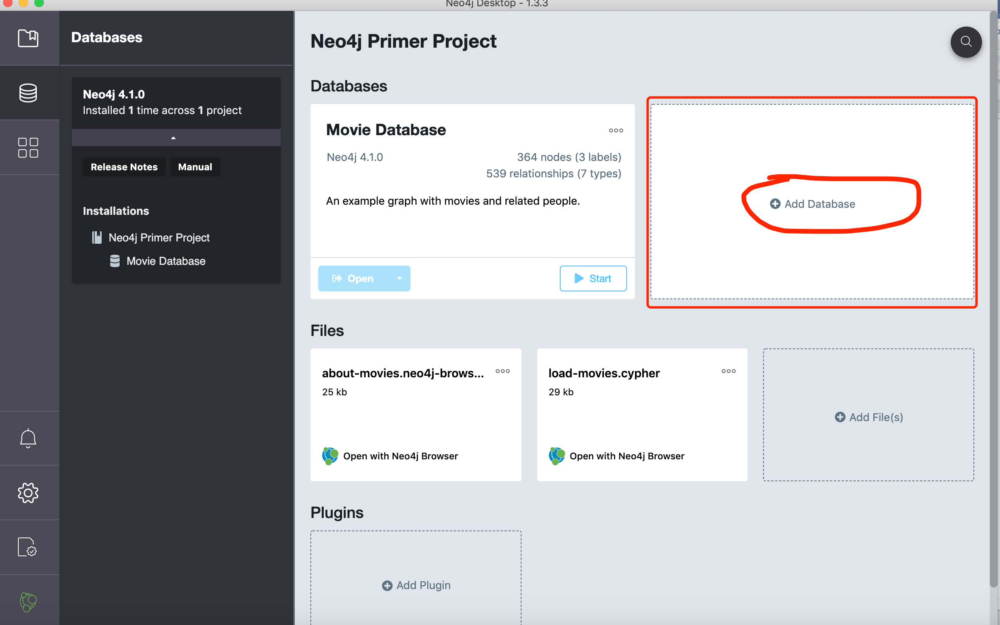 Neo4j Desktop - 1.3.3
Databases
Neo4j 4.1.0
Installed 1 time across 1 project
Release Notes
Manual
Installations
Neo4j Primer Project
Movie Database
Neo4j Primer Project
Databases
Movie Database
Neo4j 4.1.0
364 nodes (3 labels)
539 relationships (7 types)
An example graph with movies and related people.
Open
Start
Add Database
Files
about-movies.neo4j-brows...
25 kb
Open with Neo4j Browser
load-movies.cypher
29 kb
Open with Neo4j Browser
Add File(s)
Plugins
Add Plugin